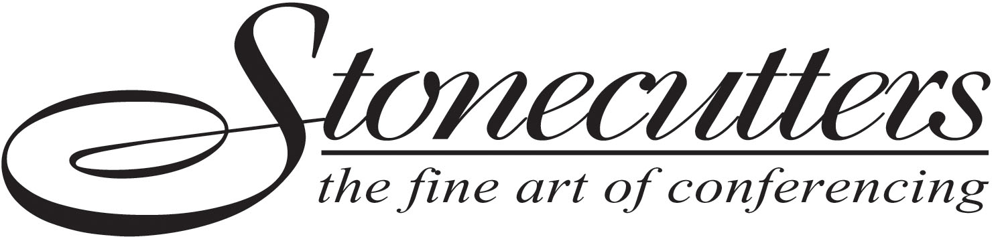 Stonecutters
the fine art of conferencing